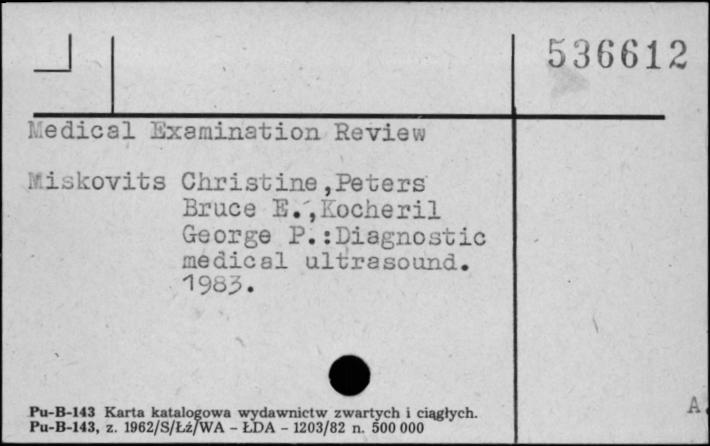 536612
Medical Examination Review
Miskovits Christine,Peters
Bruce E.,Kocheril
George P.:Diagnostic
medical ultrasound.
1983.
A.
Pu-B-143 Karta katalogowa wydawnictw zwartych i ciągłych.
Pu-B-143, z. 1962/S/Łż/WA – ŁDA – 1203/82 n. 500 000